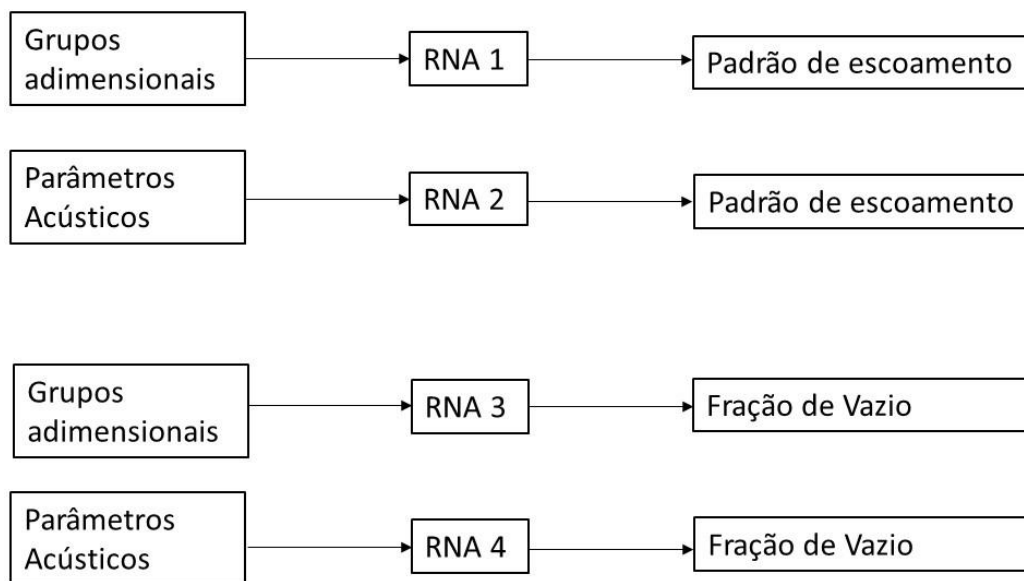 Grupos
adimensionais
RNA 1
Padrão de escoamento
Parâmetros
Acústicos
RNA 2
Padrão de escoamento
Grupos
adimensionais
RNA 3
Fração de Vazio
Parâmetros
Acústicos
RNA 4
Fração de Vazio